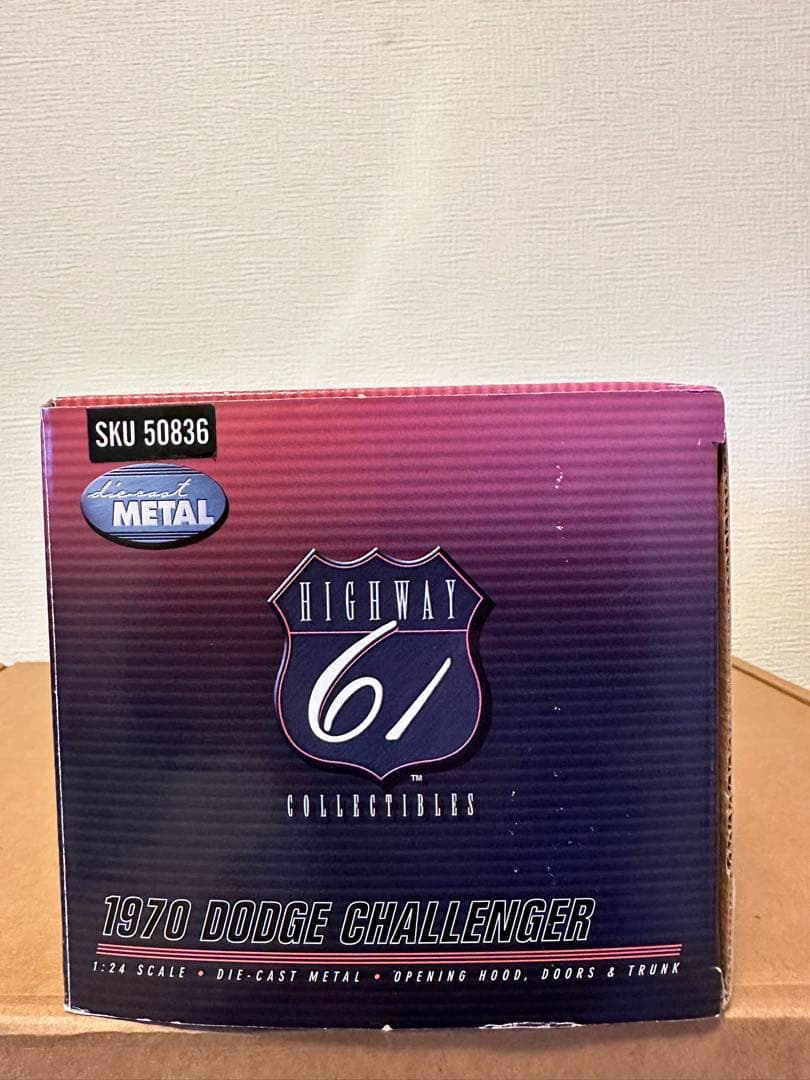 SKU 50836
die-cast
METAL
HIGHWAY
61
TM
COLLECTIBLES
1970 DODGE CHALLENGER
1:24 SCALE • DIE-CAST METAL • OPENING HOOD, DOORS & TRUNK